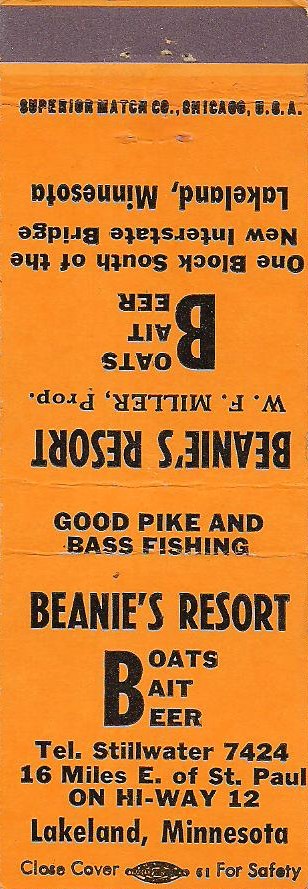 SUPERIOR MATCH CO., CHICAGO, U.S.A.
BEANIE'S RESORT
W. F. MILLER, Prop.
BOATS
BAIT
BEER
One Block South of the
New Interstate Bridge
Lakeland, Minnesota
GOOD PIKE AND
BASS FISHING
BEANIE'S RESORT
BOATS
BAIT
BEER
Tel. Stillwater 7424
16 Miles E. of St. Paul
ON HI-WAY 12
Lakeland, Minnesota
Close Cover 61 For Safety